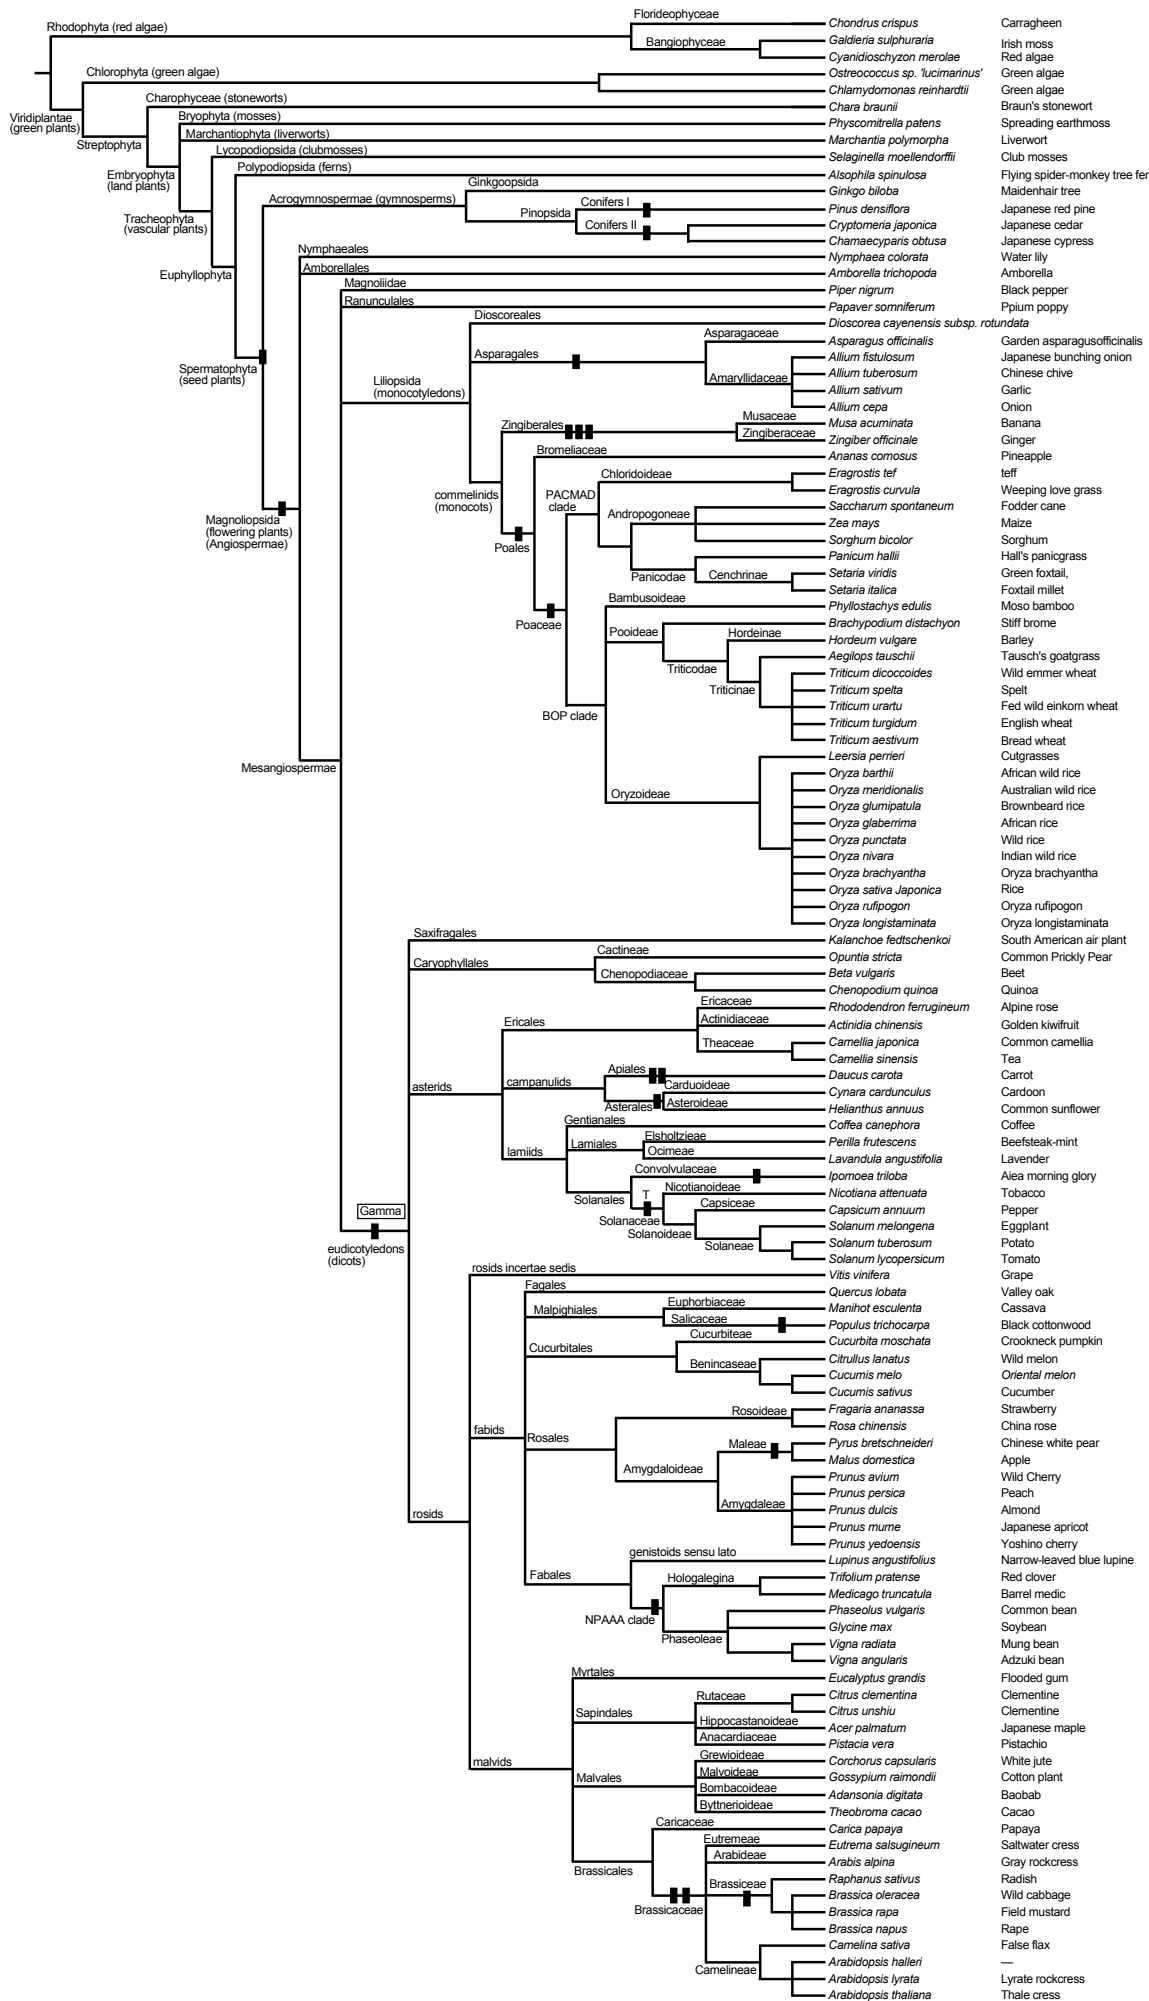 Florideophyceae
Chondrus crispus Carragheen
Rhodophyta (red algae)
Bangiophyceae
Galdieria sulphuraria Irish moss
Cyanidioschyzon merolae Red algae
Chlorophyta (green algae)
Ostreococcus sp. 'lucimarinus' Green algae
Chlamydomonas reinhardtii Green algae
Charophyceae (stoneworts)
Chara braunii Braun's stonewort
Viridiplantae
(green plants)
Bryophyta (mosses)
Physcomitrella patens Spreading earthmoss
Streptophyta
Marchantiophyta (liverworts)
Marchantia polymorpha Liverwort
Lycopodiopsida (clubmosses)
Selaginella moellendorffii Club mosses
Embryophyta
(land plants)
Polypodiopsida (ferns)
Alsophila spinulosa Flying spider-monkey tree fer
Ginkgoopsida
Ginkgo biloba Maidenhair tree
Acrogymnospermae (gymnosperms)
Conifers I
Pinus densiflora Japanese red pine
Pinopsida
Tracheophyta
(vascular plants)
Conifers II
Cryptomeria japonica Japanese cedar
Chamaecyparis obtusa Japanese cypress
Nymphaeales
Nymphaea colorata Water lily
Amborellales
Amborella trichopoda Amborella
Euphyllophyta
Magnoliidae
Piper nigrum Black pepper
Ranunculales
Papaver somniferum Ppium poppy
Dioscoreales
Dioscorea cayenensis subsp. rotundata
Asparagaceae
Asparagus officinalis Garden asparagusofficinalis
Asparagales
Allium fistulosum Japanese bunching onion
Spermatophyta
(seed plants)
Amaryllidaceae
Allium tuberosum Chinese chive
Liliopsida
(monocotyledons)
Allium sativum Garlic
Allium cepa Onion
Musaceae
Musa acuminata Banana
Zingiberales
Zingiberaceae
Zingiber officinale Ginger
Bromeliaceae
Ananas comosus Pineapple
Chloridoideae
Eragrostis tef teff
Eragrostis curvula Weeping love grass
commelinids
(monocots)
PACMAD
clade
Saccharum spontaneum Fodder cane
Andropogoneae
Zea mays Maize
Magnoliopsida
(flowering plants)
(Angiospermae)
Sorghum bicolor Sorghum
Poales
Panicum hallii Hall's panicgrass
Panicodae
Cenchrinae
Setaria viridis Green foxtail,
Setaria italica Foxtail millet
Bambusoideae
Phyllostachys edulis Moso bamboo
Poaceae
Brachypodium distachyon Stiff brome
Pooideae
Hordeinae
Hordeum vulgare Barley
Aegilops tauschii Tausch's goatgrass
Triticodae
Triticum dicoccoides Wild emmer wheat
Triticinae
Triticum spelta Spelt
Triticum urartu Fed wild einkorn wheat
BOP clade
Triticum turgidum English wheat
Triticum aestivum Bread wheat
Leersia perrieri Cutgrasses
Mesangiospermae
Oryza barthii African wild rice
Oryza meridionalis Australian wild rice
Oryzoideae
Oryza glumipatula Brownbeard rice
Oryza glaberrima African rice
Oryza punctata Wild rice
Oryza nivara Indian wild rice
Oryza brachyantha Oryza brachyantha
Oryza sativa Japonica Rice
Oryza rufipogon Oryza rufipogon
Oryza longistaminata Oryza longistaminata
Saxifragales
Kalanchoe fedtschenkoi South American air plant
Cactineae
Opuntia stricta Common Prickly Pear
Caryophyllales
Chenopodiaceae
Beta vulgaris Beet
Chenopodium quinoa Quinoa
Ericaceae
Rhododendron ferrugineum Alpine rose
Ericales
Actinidiaceae
Actinidia chinensis Golden kiwifruit
Theaceae
Camellia japonica Common camellia
Camellia sinensis Tea
Apiales
Daucus carota Carrot
asterids
campanulids
Carduoideae
Cynara cardunculus Cardoon
Asterales
Asteroideae
Helianthus annuus Common sunflower
Gentianales
Coffea canephora Coffee
Elsholtzieae
Perilla frutescens Beefsteak-mint
Lamiales
Ocimeae
Lavandula angustifolia Lavender
lamiids
Convolvulaceae
Ipomoea triloba Aiea morning glory
Solanales
T
Nicotianoideae
Nicotiana attenuata Tobacco
Capsiceae
Capsicum annuum Pepper
Gamma
Solanaceae
Solanoideae
Solanum melongena Eggplant
Solaneae
Solanum tuberosum Potato
eudicotyledons
(dicots)
Solanum lycopersicum Tomato
rosids incertae sedis
Vitis vinifera Grape
Fagales
Quercus lobata Valley oak
Malpighiales
Euphorbiaceae
Manihot esculenta Cassava
Salicaceae
Populus trichocarpa Black cottonwood
Cucurbiteae
Cucurbita moschata Crookneck pumpkin
Cucurbitales
Benincaseae
Citrullus lanatus Wild melon
Cucumis melo Oriental melon
Cucumis sativus Cucumber
Rosoideae
Fragaria ananassa Strawberry
Rosa chinensis China rose
fabids
Rosales
Maleae
Pyrus bretschneideri Chinese white pear
Malus domestica Apple
Amygdaloideae
Prunus avium Wild Cherry
Prunus persica Peach
Amygdaleae
Prunus dulcis Almond
rosids
Prunus mume Japanese apricot
Prunus yedoensis Yoshino cherry
genistoids sensu lato
Lupinus angustifolius Narrow-leaved blue lupine
Fabales
Hologalegina
Trifolium pratense Red clover
Medicago truncatula Barrel medic
NPAAA clade
Phaseolus vulgaris Common bean
Glycine max Soybean
Phaseoleae
Vigna radiata Mung bean
Vigna angularis Adzuki bean
Myrtales
Eucalyptus grandis Flooded gum
Rutaceae
Citrus clementina Clementine
Citrus unshiu Clementine
Sapindales
Hippocastanoideae
Acer palmatum Japanese maple
Anacardiaceae
Pistacia vera Pistachio
malvids
Grewioideae
Corchorus capsularis White jute
Malvales
Malvoideae
Gossypium raimondii Cotton plant
Bombacoideae
Adansonia digitata Baobab
Byttnerioideae
Theobroma cacao Cacao
Caricaceae
Carica papaya Papaya
Eutremeae
Eutrema salsugineum Saltwater cress
Arabideae
Arabis alpina Gray rockcress
Brassicales
Brassiceae
Raphanus sativus Radish
Brassica oleracea Wild cabbage
Brassicaceae
Brassica rapa Field mustard
Brassica napus Rape
Camelina sativa False flax
Camelineae
Arabidopsis halleri —
Arabidopsis lyrata Lyrate rockcress
Arabidopsis thaliana Thale cress